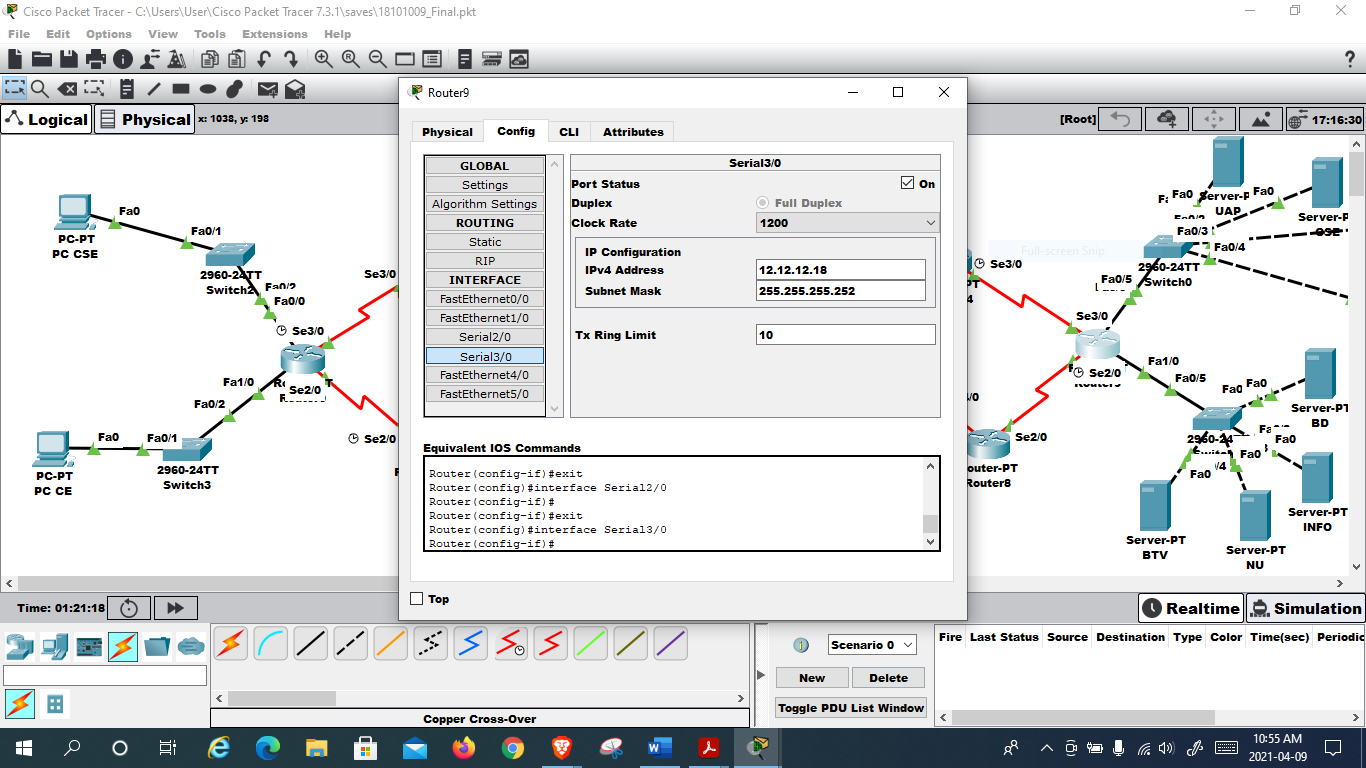 Cisco Packet Tracer - C:\Users\User\Cisco Packet Tracer 7.3.1\saves\18101009_Final.pkt
File Edit Options View Tools Extensions Help
Logical Physical x: 1038, y: 198
[Root] 17:16:30
Fa0
PC-PT
PC CSE
Fa0/1
2960-24TT
Switch2
Fa0/2
Fa0/0
Se3/0
Se3/0
Fa1/0
Se2/0
Fa0/2
Se2/0
Fa0
Fa0/1
PC-PT
PC CE
2960-24TT
Switch3
Router9
Physical Config CLI Attributes
GLOBAL
Settings
Algorithm Settings
ROUTING
Static
RIP
INTERFACE
FastEthernet0/0
FastEthernet1/0
Serial2/0
Serial3/0
FastEthernet4/0
FastEthernet5/0
Serial3/0
Port Status On
Duplex Full Duplex
Clock Rate 1200
IP Configuration
IPv4 Address 12.12.12.18
Subnet Mask 255.255.255.252
Tx Ring Limit 10
Equivalent IOS Commands
Router(config-if)#exit
Router(config)#interface Serial2/0
Router(config-if)#
Router(config-if)#exit
Router(config)#interface Serial3/0
Router(config-if)#
Top
Full-screen Snip
Fa0
Server-P
UAP
Fa0
Server-P
Fa0/3
Fa0/4
Se3/0
2960-24TT
Switch0
Fa0/5
Se3/0
Se2/0
Fa1/0
Fa0/5
Se2/0
Router8
Fa0
Fa0
Server-PT
BD
Fa0
Fa0
Fa0
Server-PT
INFO
Server-PT
BTV
Server-PT
NU
Time: 01:21:18
Realtime Simulation
Scenario 0
New Delete
Toggle PDU List Window
Fire Last Status Source Destination Type Color Time(sec) Periodic
Copper Cross-Over
10:55 AM
2021-04-09